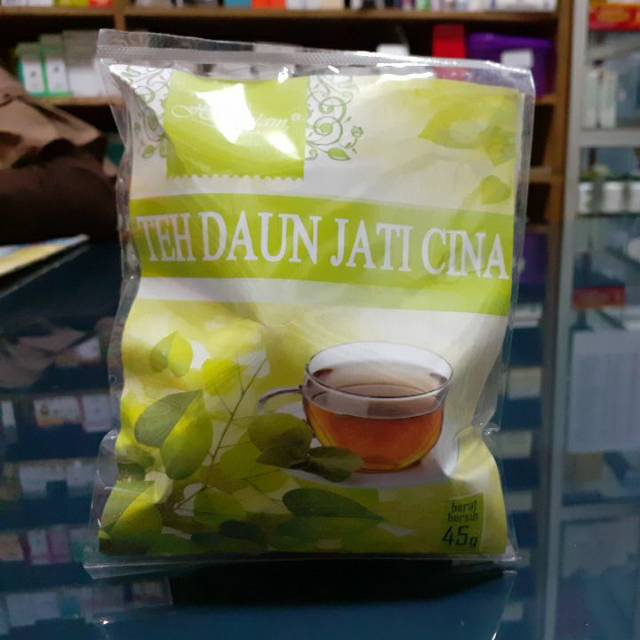 TEH DAUN JATI CINA
berat
bersih
45g